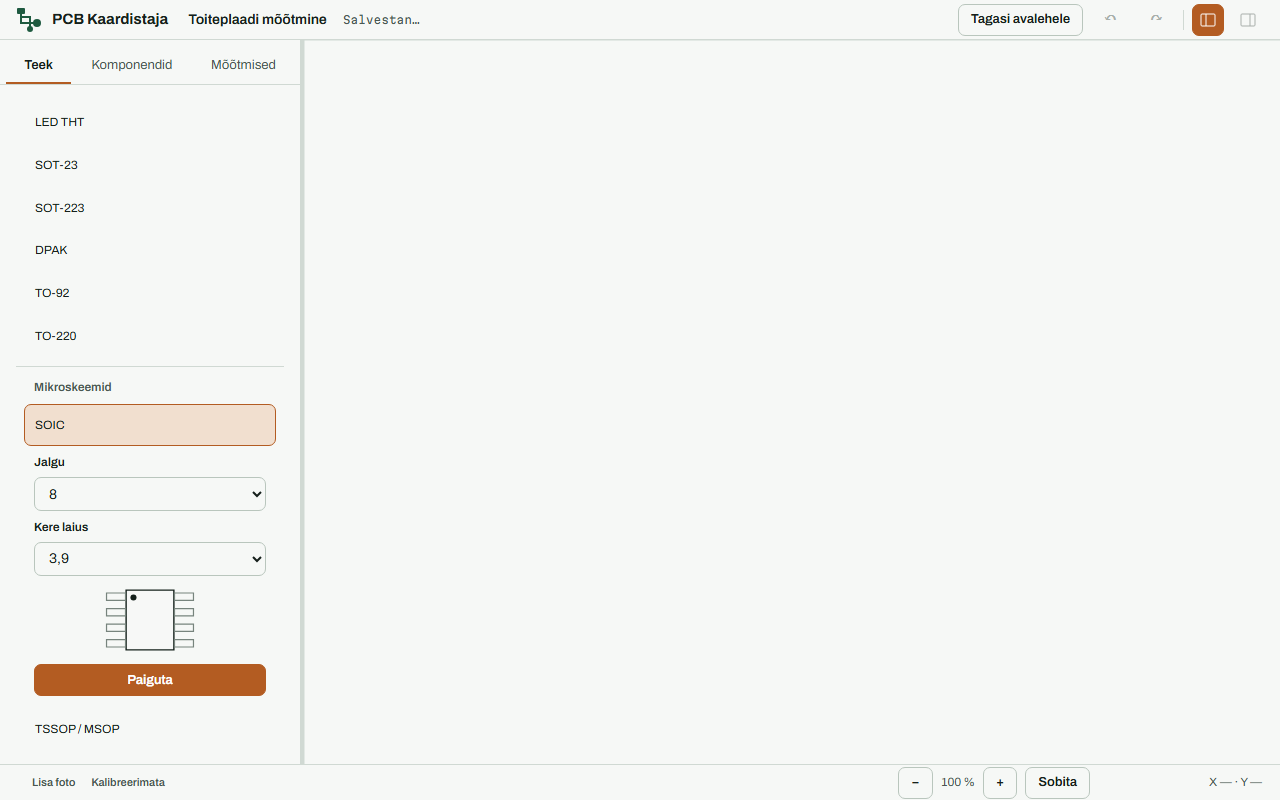 PCB Kaardistaja Toiteplaadi mõõtmine Salvestan… Tagasi avalehele
Teek Komponendid Mõõtmised
LED THT
SOT-23
SOT-223
DPAK
TO-92
TO-220
Mikroskeemid
SOIC
Jalgu
8
Kere laius
3,9
Paiguta
TSSOP / MSOP
Lisa foto Kalibreerimata − 100 % + Sobita X — · Y —